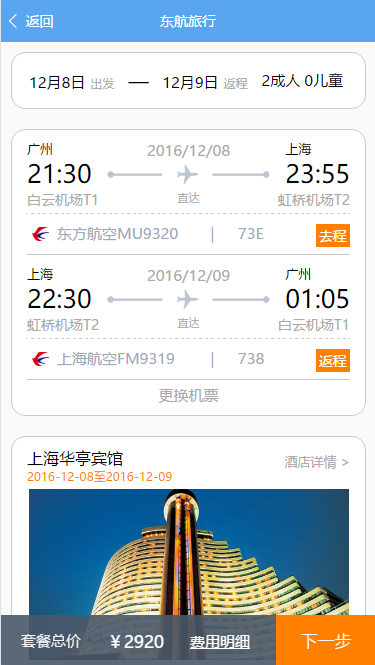 返回 东航旅行
12月8日 出发 — 12月9日 返程 2成人 0儿童
广州 2016/12/08 上海
21:30 23:55
白云机场T1 直达 虹桥机场T2
东方航空MU9320 | 73E 去程
上海 2016/12/09 广州
22:30 01:05
虹桥机场T2 直达 白云机场T1
上海航空FM9319 | 738 返程
更换机票
上海华亭宾馆 酒店详情 >
2016-12-08至2016-12-09
套餐总价 ¥2920 费用明细 下一步